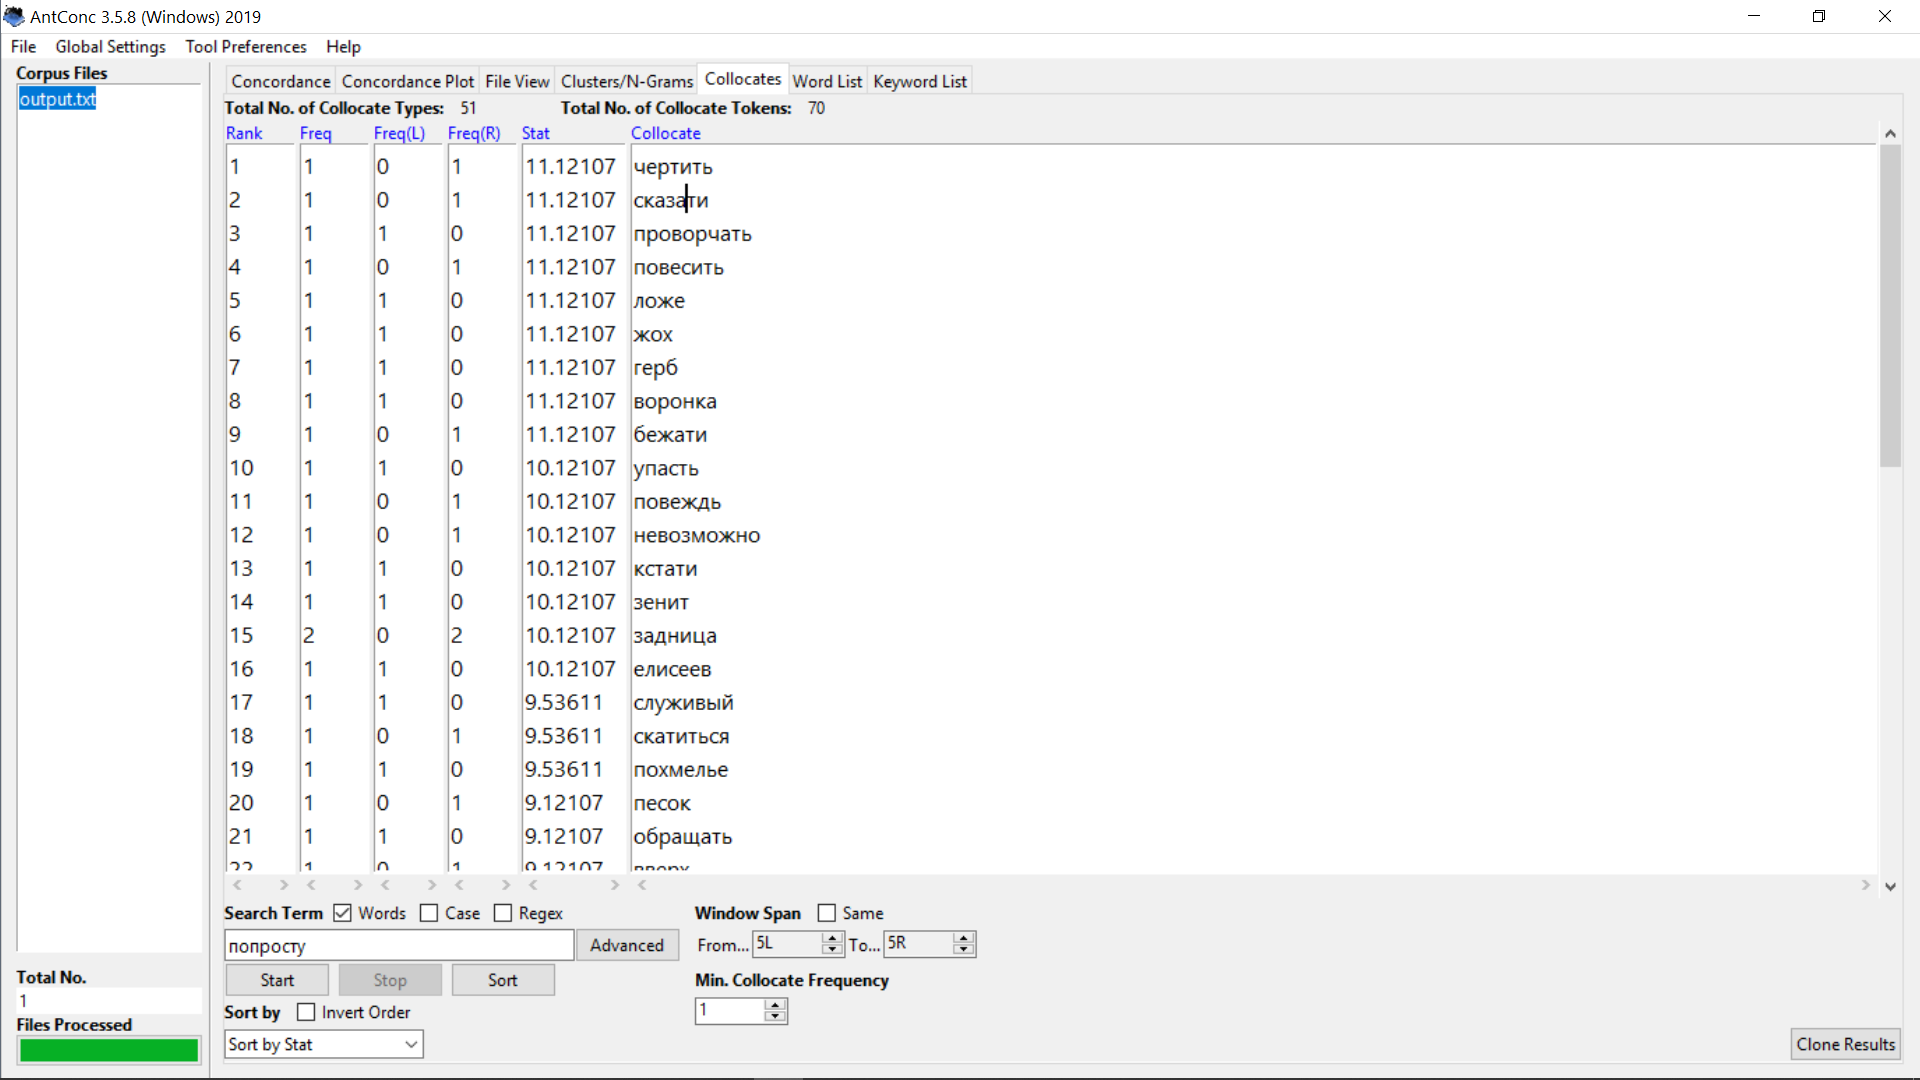 AntConc 3.5.8 (Windows) 2019
File Global Settings Tool Preferences Help
Corpus Files
output.txt
Concordance Concordance Plot File View Clusters/N-Grams Collocates Word List Keyword List
Total No. of Collocate Types: 51 Total No. of Collocate Tokens: 70
Rank Freq Freq(L) Freq(R) Stat Collocate
1 1 0 1 11.12107 чертить
2 1 0 1 11.12107 сказати
3 1 1 0 11.12107 проворчать
4 1 0 1 11.12107 повесить
5 1 1 0 11.12107 ложе
6 1 1 0 11.12107 жох
7 1 1 0 11.12107 герб
8 1 1 0 11.12107 воронка
9 1 0 1 11.12107 бежати
10 1 1 0 10.12107 упасть
11 1 0 1 10.12107 повеждь
12 1 0 1 10.12107 невозможно
13 1 1 0 10.12107 кстати
14 1 1 0 10.12107 зенит
15 2 0 2 10.12107 задница
16 1 1 0 10.12107 елисеев
17 1 1 0 9.53611 служивый
18 1 0 1 9.53611 скатиться
19 1 1 0 9.53611 похмелье
20 1 0 1 9.12107 песок
21 1 1 0 9.12107 обращать
22 1 0 1 9.12107 вверх
Search Term Words Case Regex
попросту Advanced
Start Stop Sort
Sort by Invert Order
Sort by Stat
Window Span Same
From... 5L To... 5R
Min. Collocate Frequency
1
Total No.
1
Files Processed
Clone Results